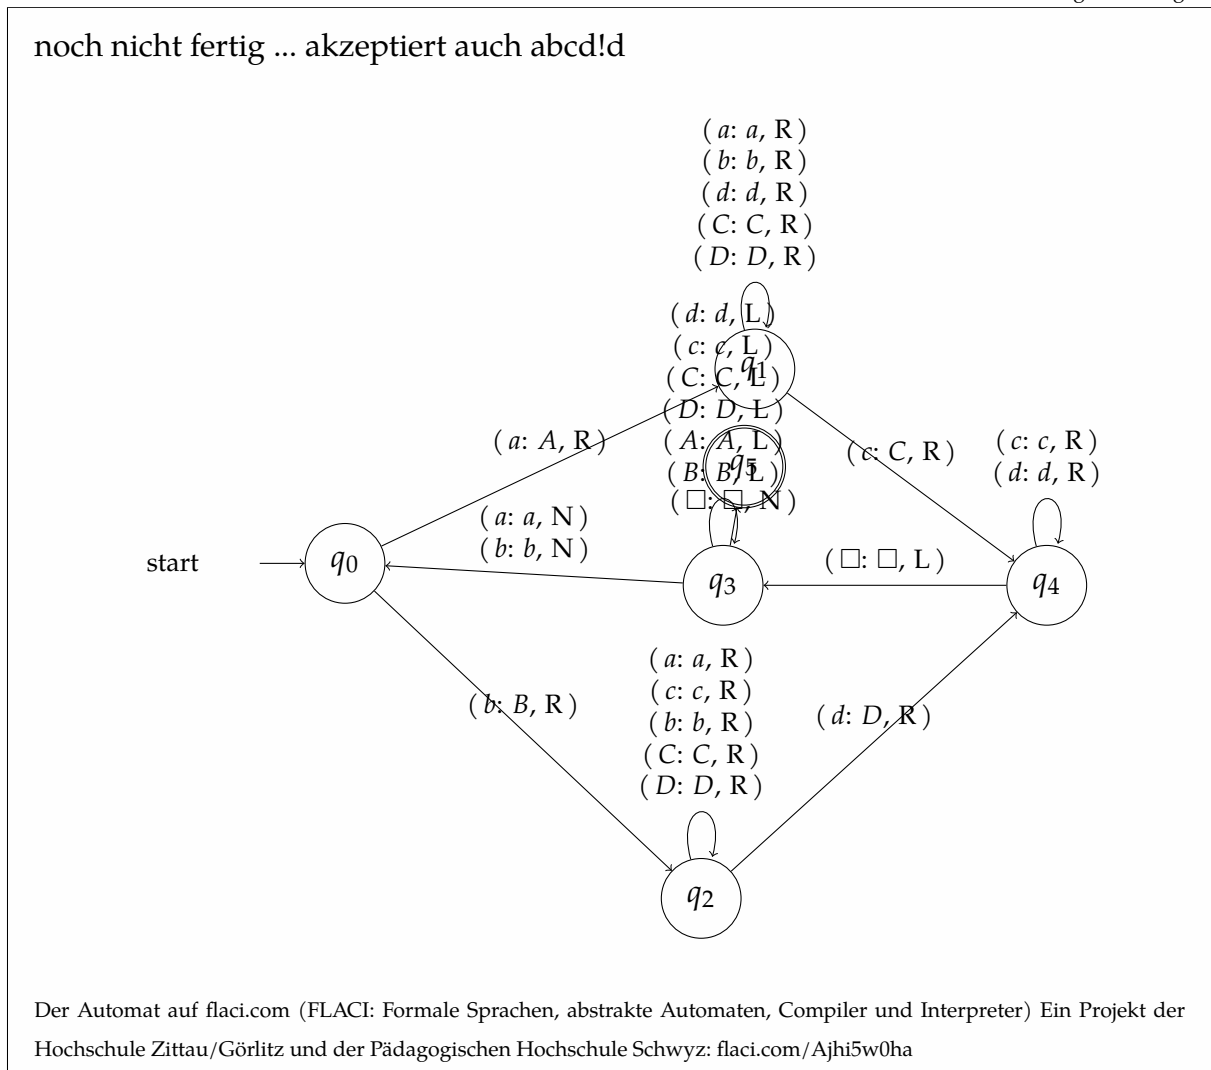 noch nicht fertig ... akzeptiert auch abcd!d
( a: a, R )
( b: b, R )
( d: d, R )
( C: C, R )
( D: D, R )
( d: d, L )
( c: c, L )
q1
( C: C, L )
( D: D, L )
( a: A, R )
( A: A, L )
( c: C, R )
( c: c, R )
q5
( B: B, L )
( d: d, R )
( □: □, N )
( a: a, N )
( b: b, N )
start
q0
q3
( □: □, L )
q4
( a: a, R )
( c: c, R )
( b: b, R )
( C: C, R )
( D: D, R )
( b: B, R )
( d: D, R )
q2
Der Automat auf flaci.com (FLACI: Formale Sprachen, abstrakte Automaten, Compiler und Interpreter) Ein Projekt der
Hochschule Zittau/Görlitz und der Pädagogischen Hochschule Schwyz: flaci.com/Ajhi5w0ha